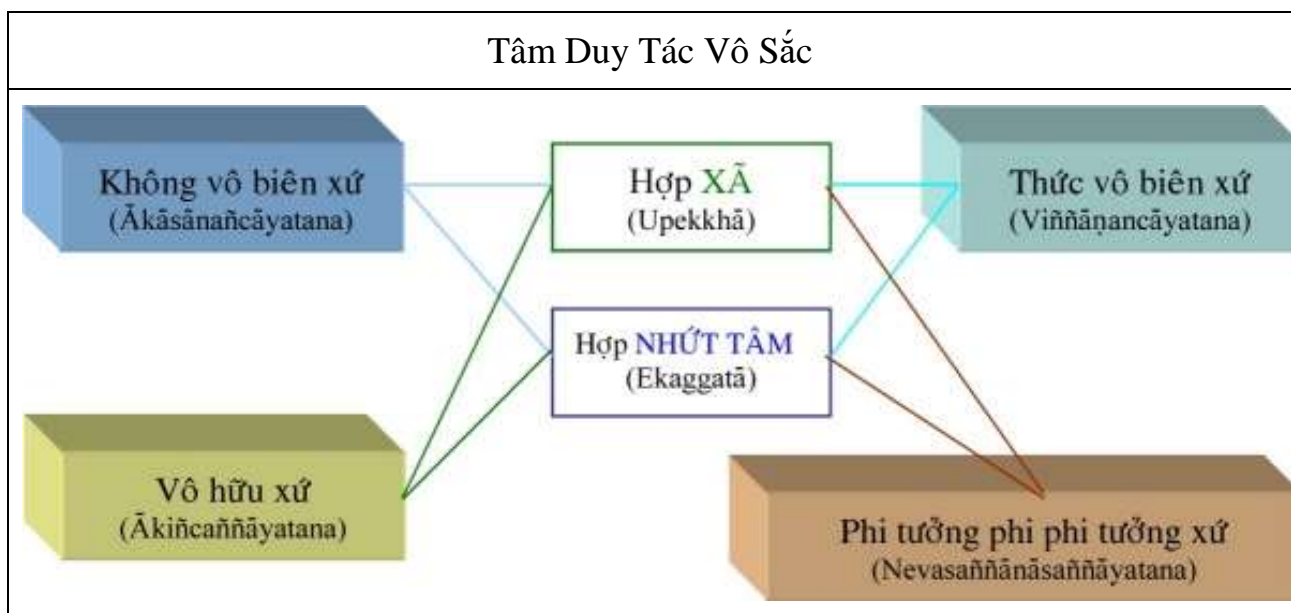 Tâm Duy Tác Vô Sắc
Không vô biên xứ
(Ākāsānañcāyatana)
Hợp XÃ
(Upekkhā)
Thức vô biên xứ
(Viññāṇancāyatana)
Hợp NHỨT TÂM
(Ekaggatā)
Vô hữu xứ
(Ākiñcaññāyatana)
Phi tưởng phi phi tưởng xứ
(Nevasaññānāsaññāyatana)